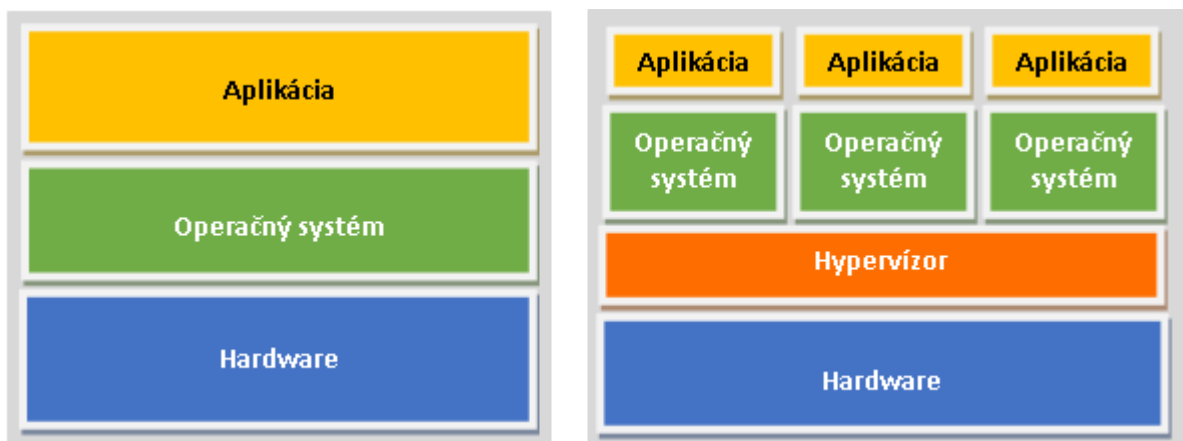 Aplikácia
Operačný systém
Hardware
Aplikácia
Aplikácia
Aplikácia
Operačný
systém
Operačný
systém
Operačný
systém
Hypervízor
Hardware